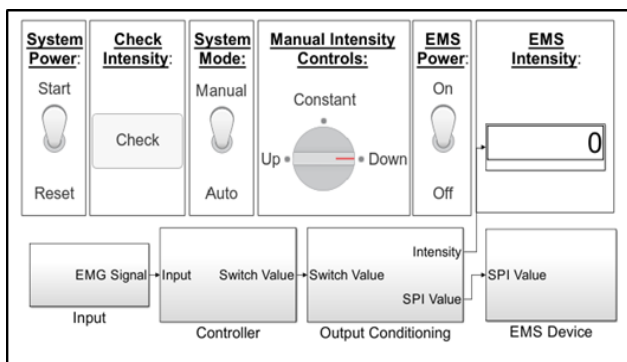 System Power:
Start
Reset
Check Intensity:
Check
System Mode:
Manual
Auto
Manual Intensity Controls:
Constant
Up
Down
EMS Power:
On
Off
EMS Intensity:
0
EMG Signal
Input
Input
Switch Value
Controller
Switch Value
Intensity
SPI Value
Output Conditioning
SPI Value
EMS Device